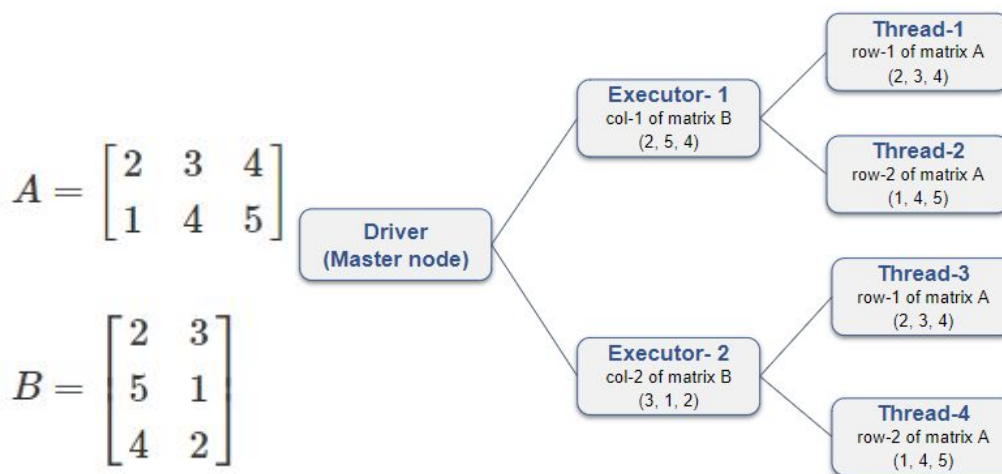 A = [2 3 4
1 4 5]
B = [2 3
5 1
4 2]
Driver
(Master node)
Executor- 1
col-1 of matrix B
(2, 5, 4)
Executor- 2
col-2 of matrix B
(3, 1, 2)
Thread-1
row-1 of matrix A
(2, 3, 4)
Thread-2
row-2 of matrix A
(1, 4, 5)
Thread-3
row-1 of matrix A
(2, 3, 4)
Thread-4
row-2 of matrix A
(1, 4, 5)